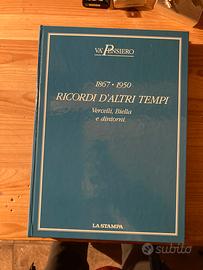 VA' PENSIERO
1867 • 1950
RICORDI D'ALTRI TEMPI
Vercelli, Biella
e dintorni
LA STAMPA
subito